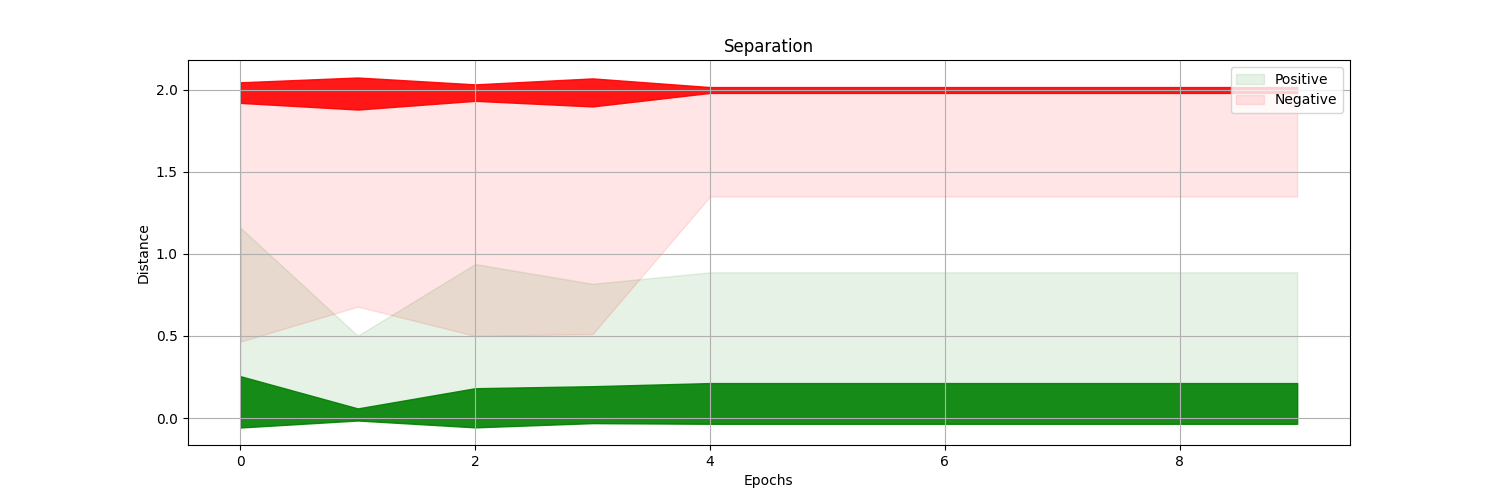 Separation
Positive
Negative
Distance
2.0
1.5
1.0
0.5
0.0
0 2 4 6 8
Epochs